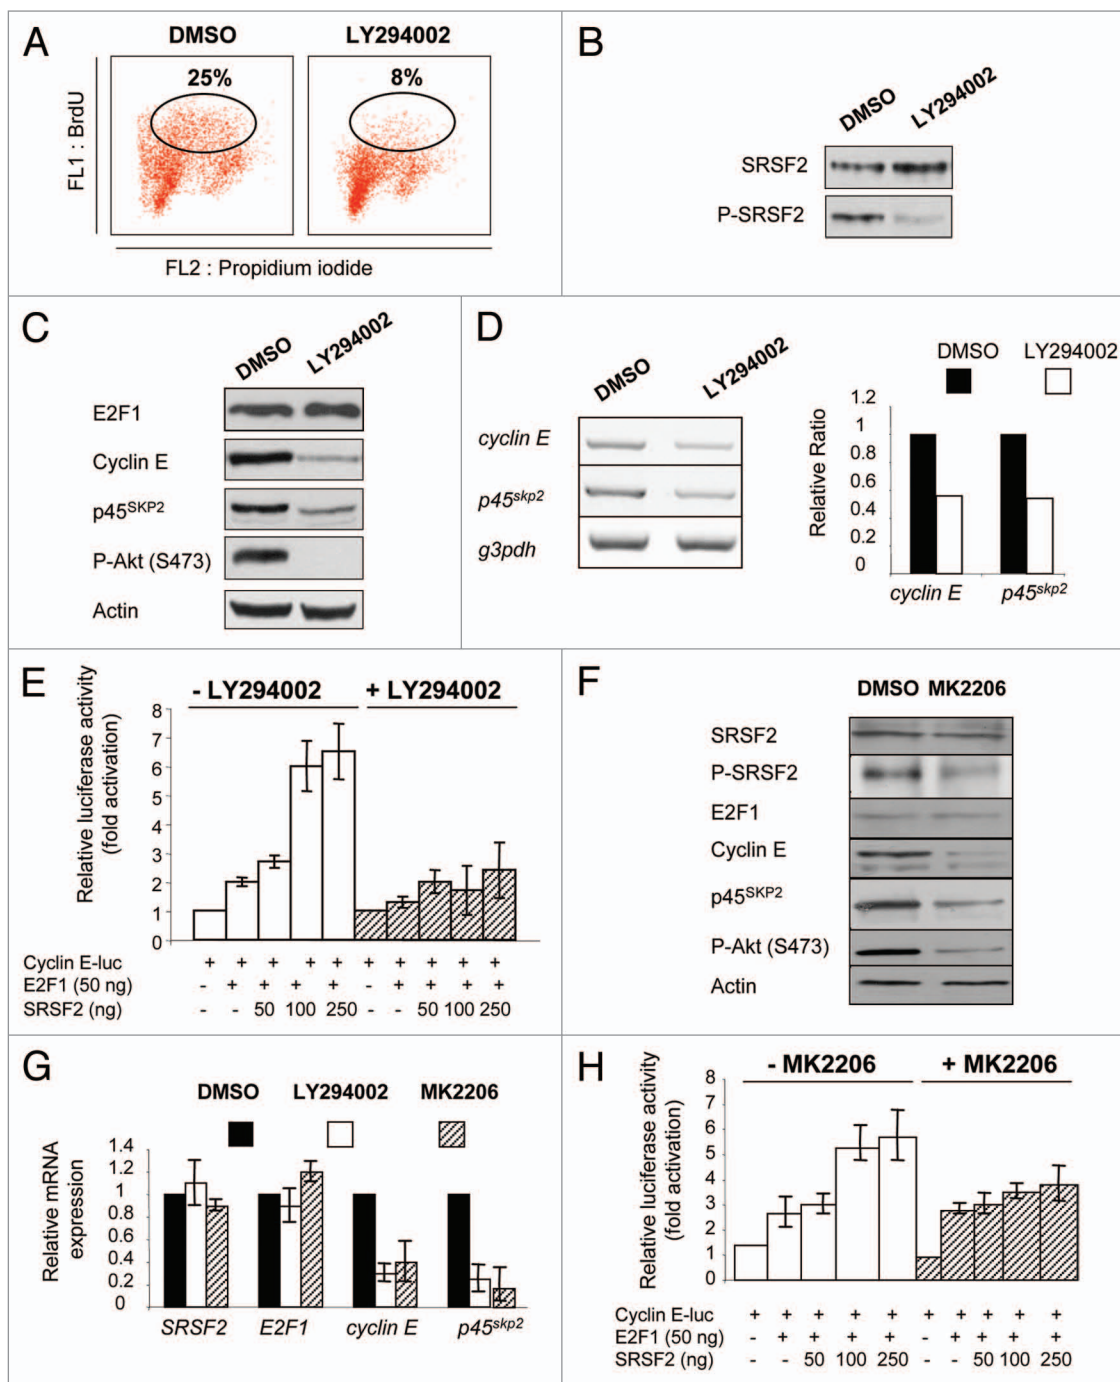 A
DMSO LY294002
25% 8%
FL1 : BrdU
FL2 : Propidium iodide
B
DMSO LY294002
SRSF2
P-SRSF2
C
DMSO LY294002
E2F1
Cyclin E
p45SKP2
P-Akt (S473)
Actin
D
DMSO LY294002
cyclin E
p45skp2
g3pdh
DMSO LY294002
Relative Ratio
1.2
1
0.8
0.6
0.4
0.2
0
cyclin E p45skp2
E
- LY294002 + LY294002
Relative luciferase activity
(fold activation)
8
7
6
5
4
3
2
1
0
Cyclin E-luc + + + + + + + + + +
E2F1 (50 ng) - + + + + - + + + +
SRSF2 (ng) - - 50 100 250 - - 50 100 250
F
DMSO MK2206
SRSF2
P-SRSF2
E2F1
Cyclin E
p45SKP2
P-Akt (S473)
Actin
G
DMSO LY294002 MK2206
Relative mRNA
expression
1.4
1.2
1
0.8
0.6
0.4
0.2
0
SRSF2 E2F1 cyclin E p45skp2
H
- MK2206 + MK2206
Relative luciferase activity
(fold activation)
8
7
6
5
4
3
2
1
0
Cyclin E-luc + + + + + + + + + +
E2F1 (50 ng) - + + + + - + + + +
SRSF2 (ng) - - 50 100 250 - - 50 100 250